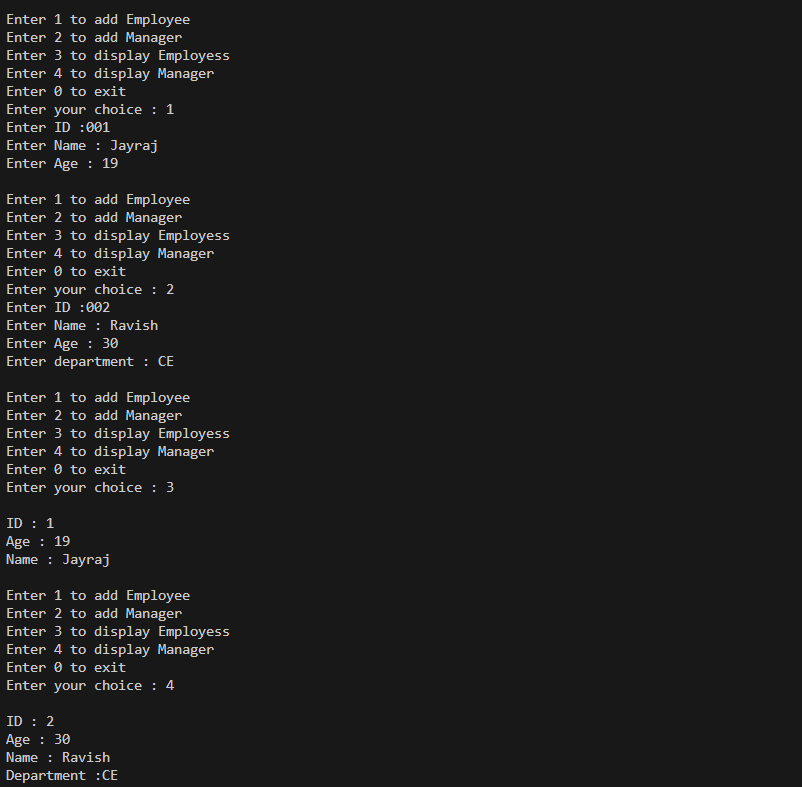 Enter 1 to add Employee
Enter 2 to add Manager
Enter 3 to display Employess
Enter 4 to display Manager
Enter 0 to exit
Enter your choice : 1
Enter ID :001
Enter Name : Jayraj
Enter Age : 19
Enter 1 to add Employee
Enter 2 to add Manager
Enter 3 to display Employess
Enter 4 to display Manager
Enter 0 to exit
Enter your choice : 2
Enter ID :002
Enter Name : Ravish
Enter Age : 30
Enter department : CE
Enter 1 to add Employee
Enter 2 to add Manager
Enter 3 to display Employess
Enter 4 to display Manager
Enter 0 to exit
Enter your choice : 3
ID : 1
Age : 19
Name : Jayraj
Enter 1 to add Employee
Enter 2 to add Manager
Enter 3 to display Employess
Enter 4 to display Manager
Enter 0 to exit
Enter your choice : 4
ID : 2
Age : 30
Name : Ravish
Department :CE